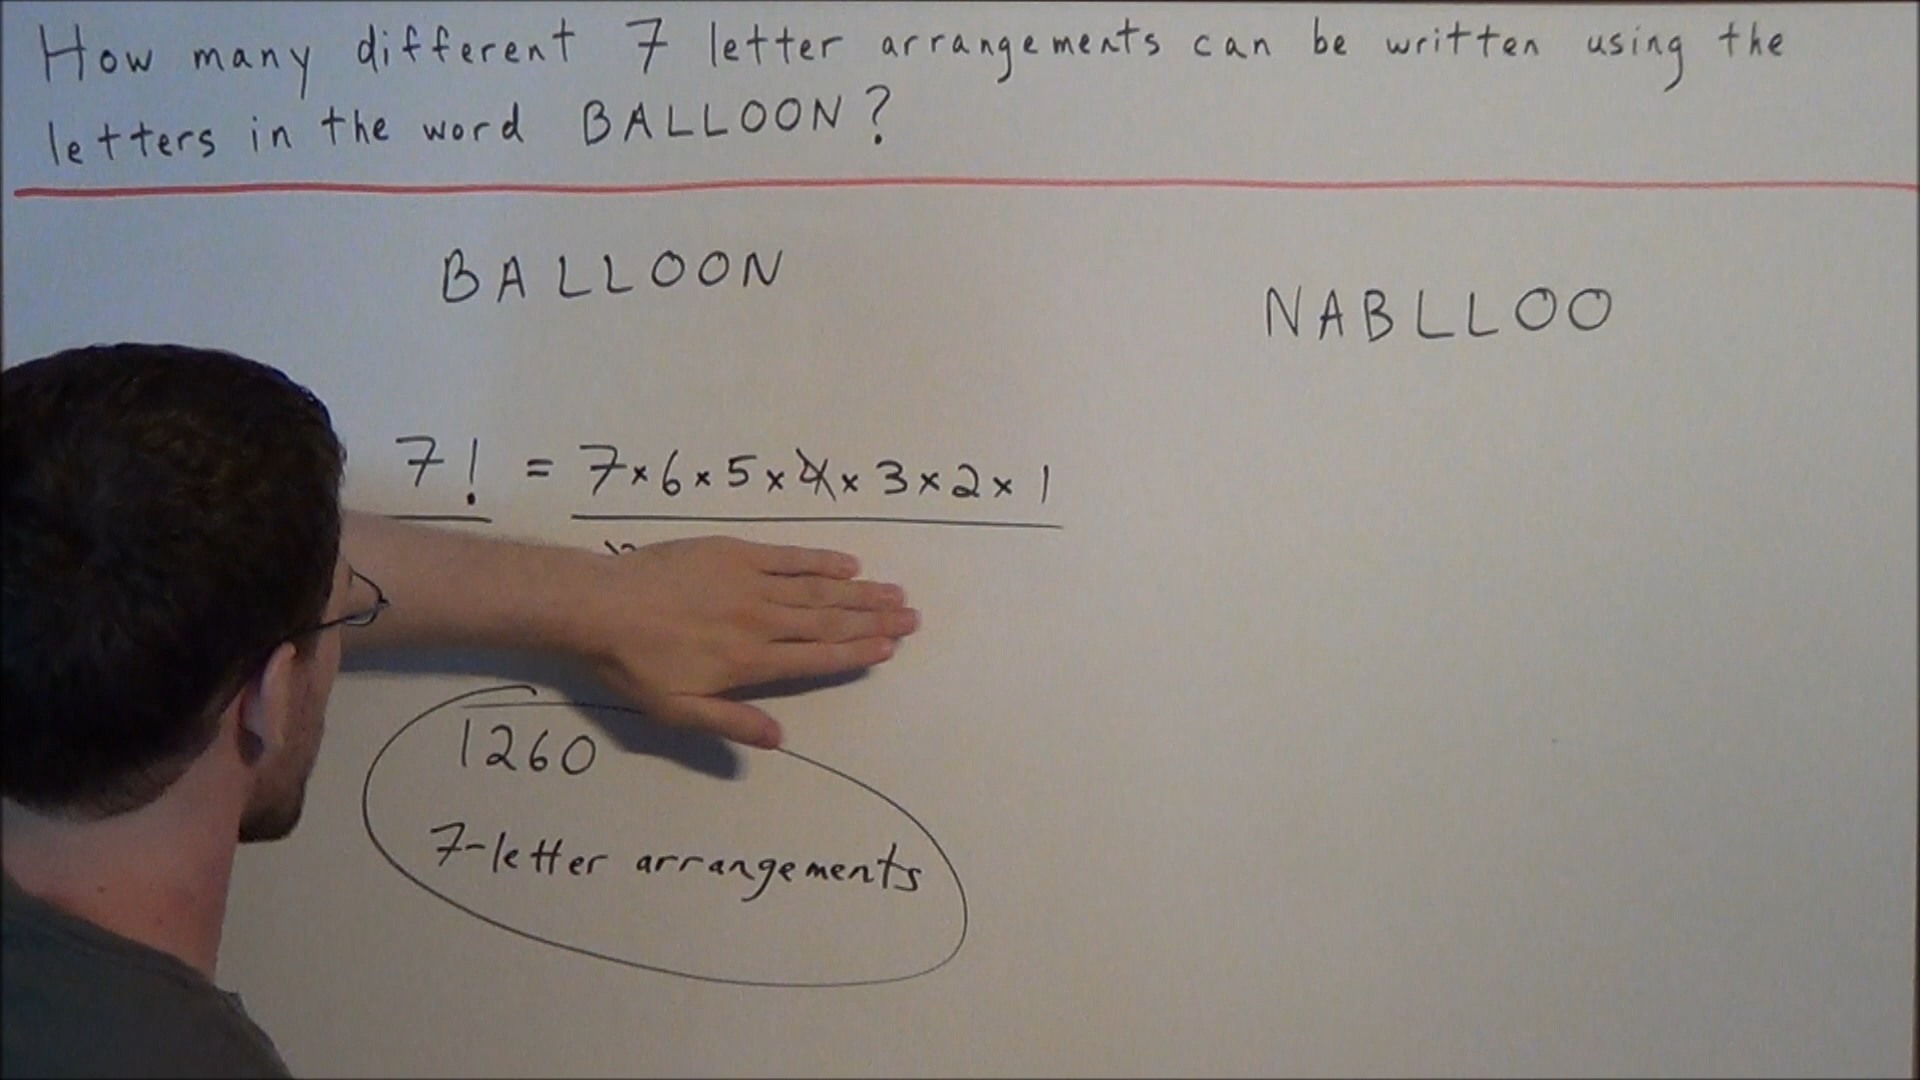 How many different 7 letter arrangements can be written using the
letters in the word BALLOON?
BALLOON
NABLLOO
7! = 7×6×5×4×3×2×1
1260
7-letter arrangements